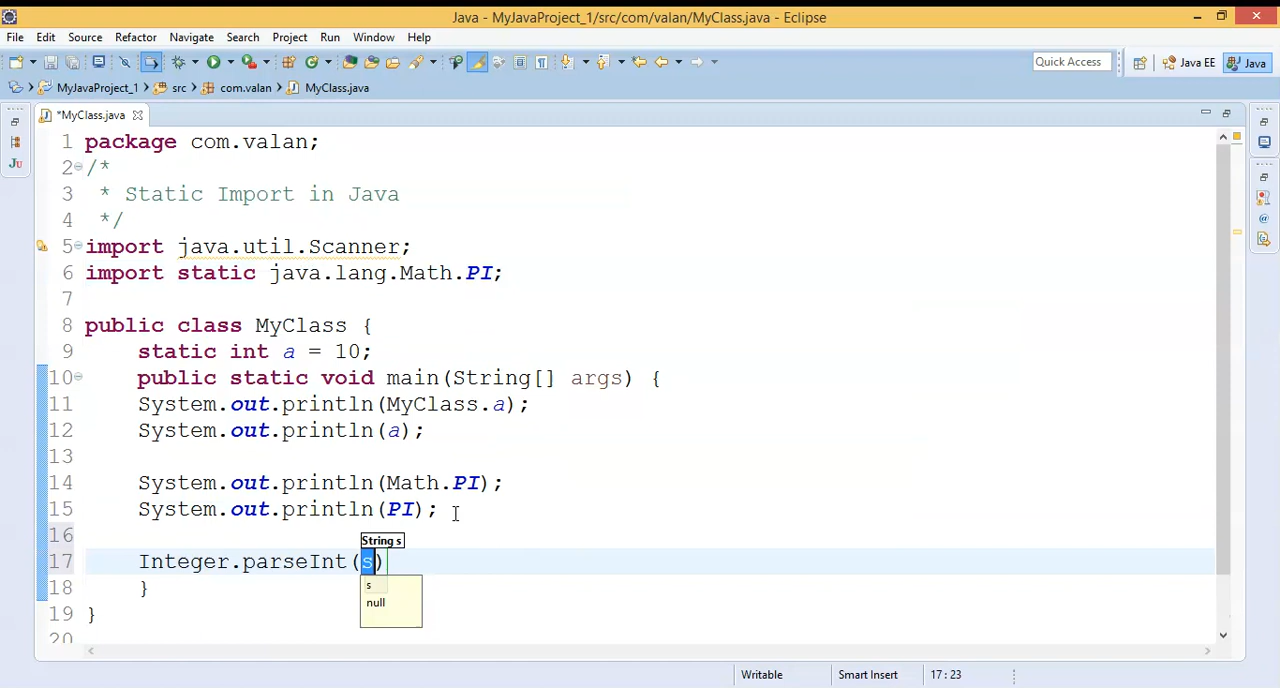 Java - MyJavaProject_1/src/com/valan/MyClass.java - Eclipse
File Edit Source Refactor Navigate Search Project Run Window Help
Quick Access Java EE Java
MyJavaProject_1 src com.valan MyClass.java
*MyClass.java
1 package com.valan;
2 /*
3 * Static Import in Java
4 */
5 import java.util.Scanner;
6 import static java.lang.Math.PI;
7
8 public class MyClass {
9 static int a = 10;
10 public static void main(String[] args) {
11 System.out.println(MyClass.a);
12 System.out.println(a);
13
14 System.out.println(Math.PI);
15 System.out.println(PI);
16
String s
17 Integer.parseInt(s)
s
18 }
null
19 }
20
Writable Smart Insert 17 : 23